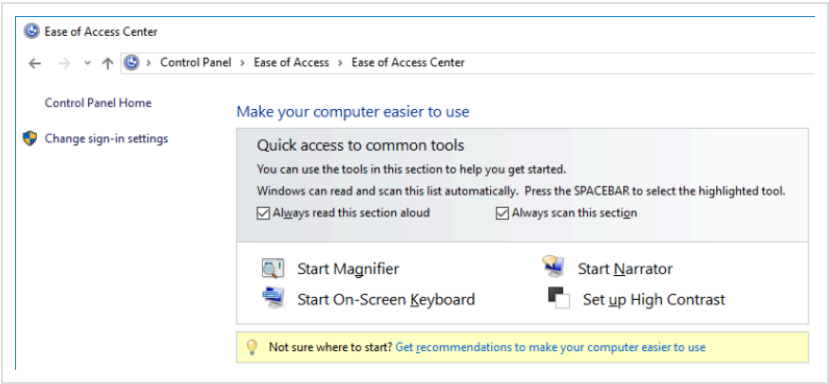 Ease of Access Center
Control Panel › Ease of Access › Ease of Access Center
Control Panel Home
Change sign-in settings
Make your computer easier to use
Quick access to common tools
You can use the tools in this section to help you get started.
Windows can read and scan this list automatically. Press the SPACEBAR to select the highlighted tool.
Always read this section aloud Always scan this section
Start Magnifier Start Narrator
Start On-Screen Keyboard Set up High Contrast
Not sure where to start? Get recommendations to make your computer easier to use